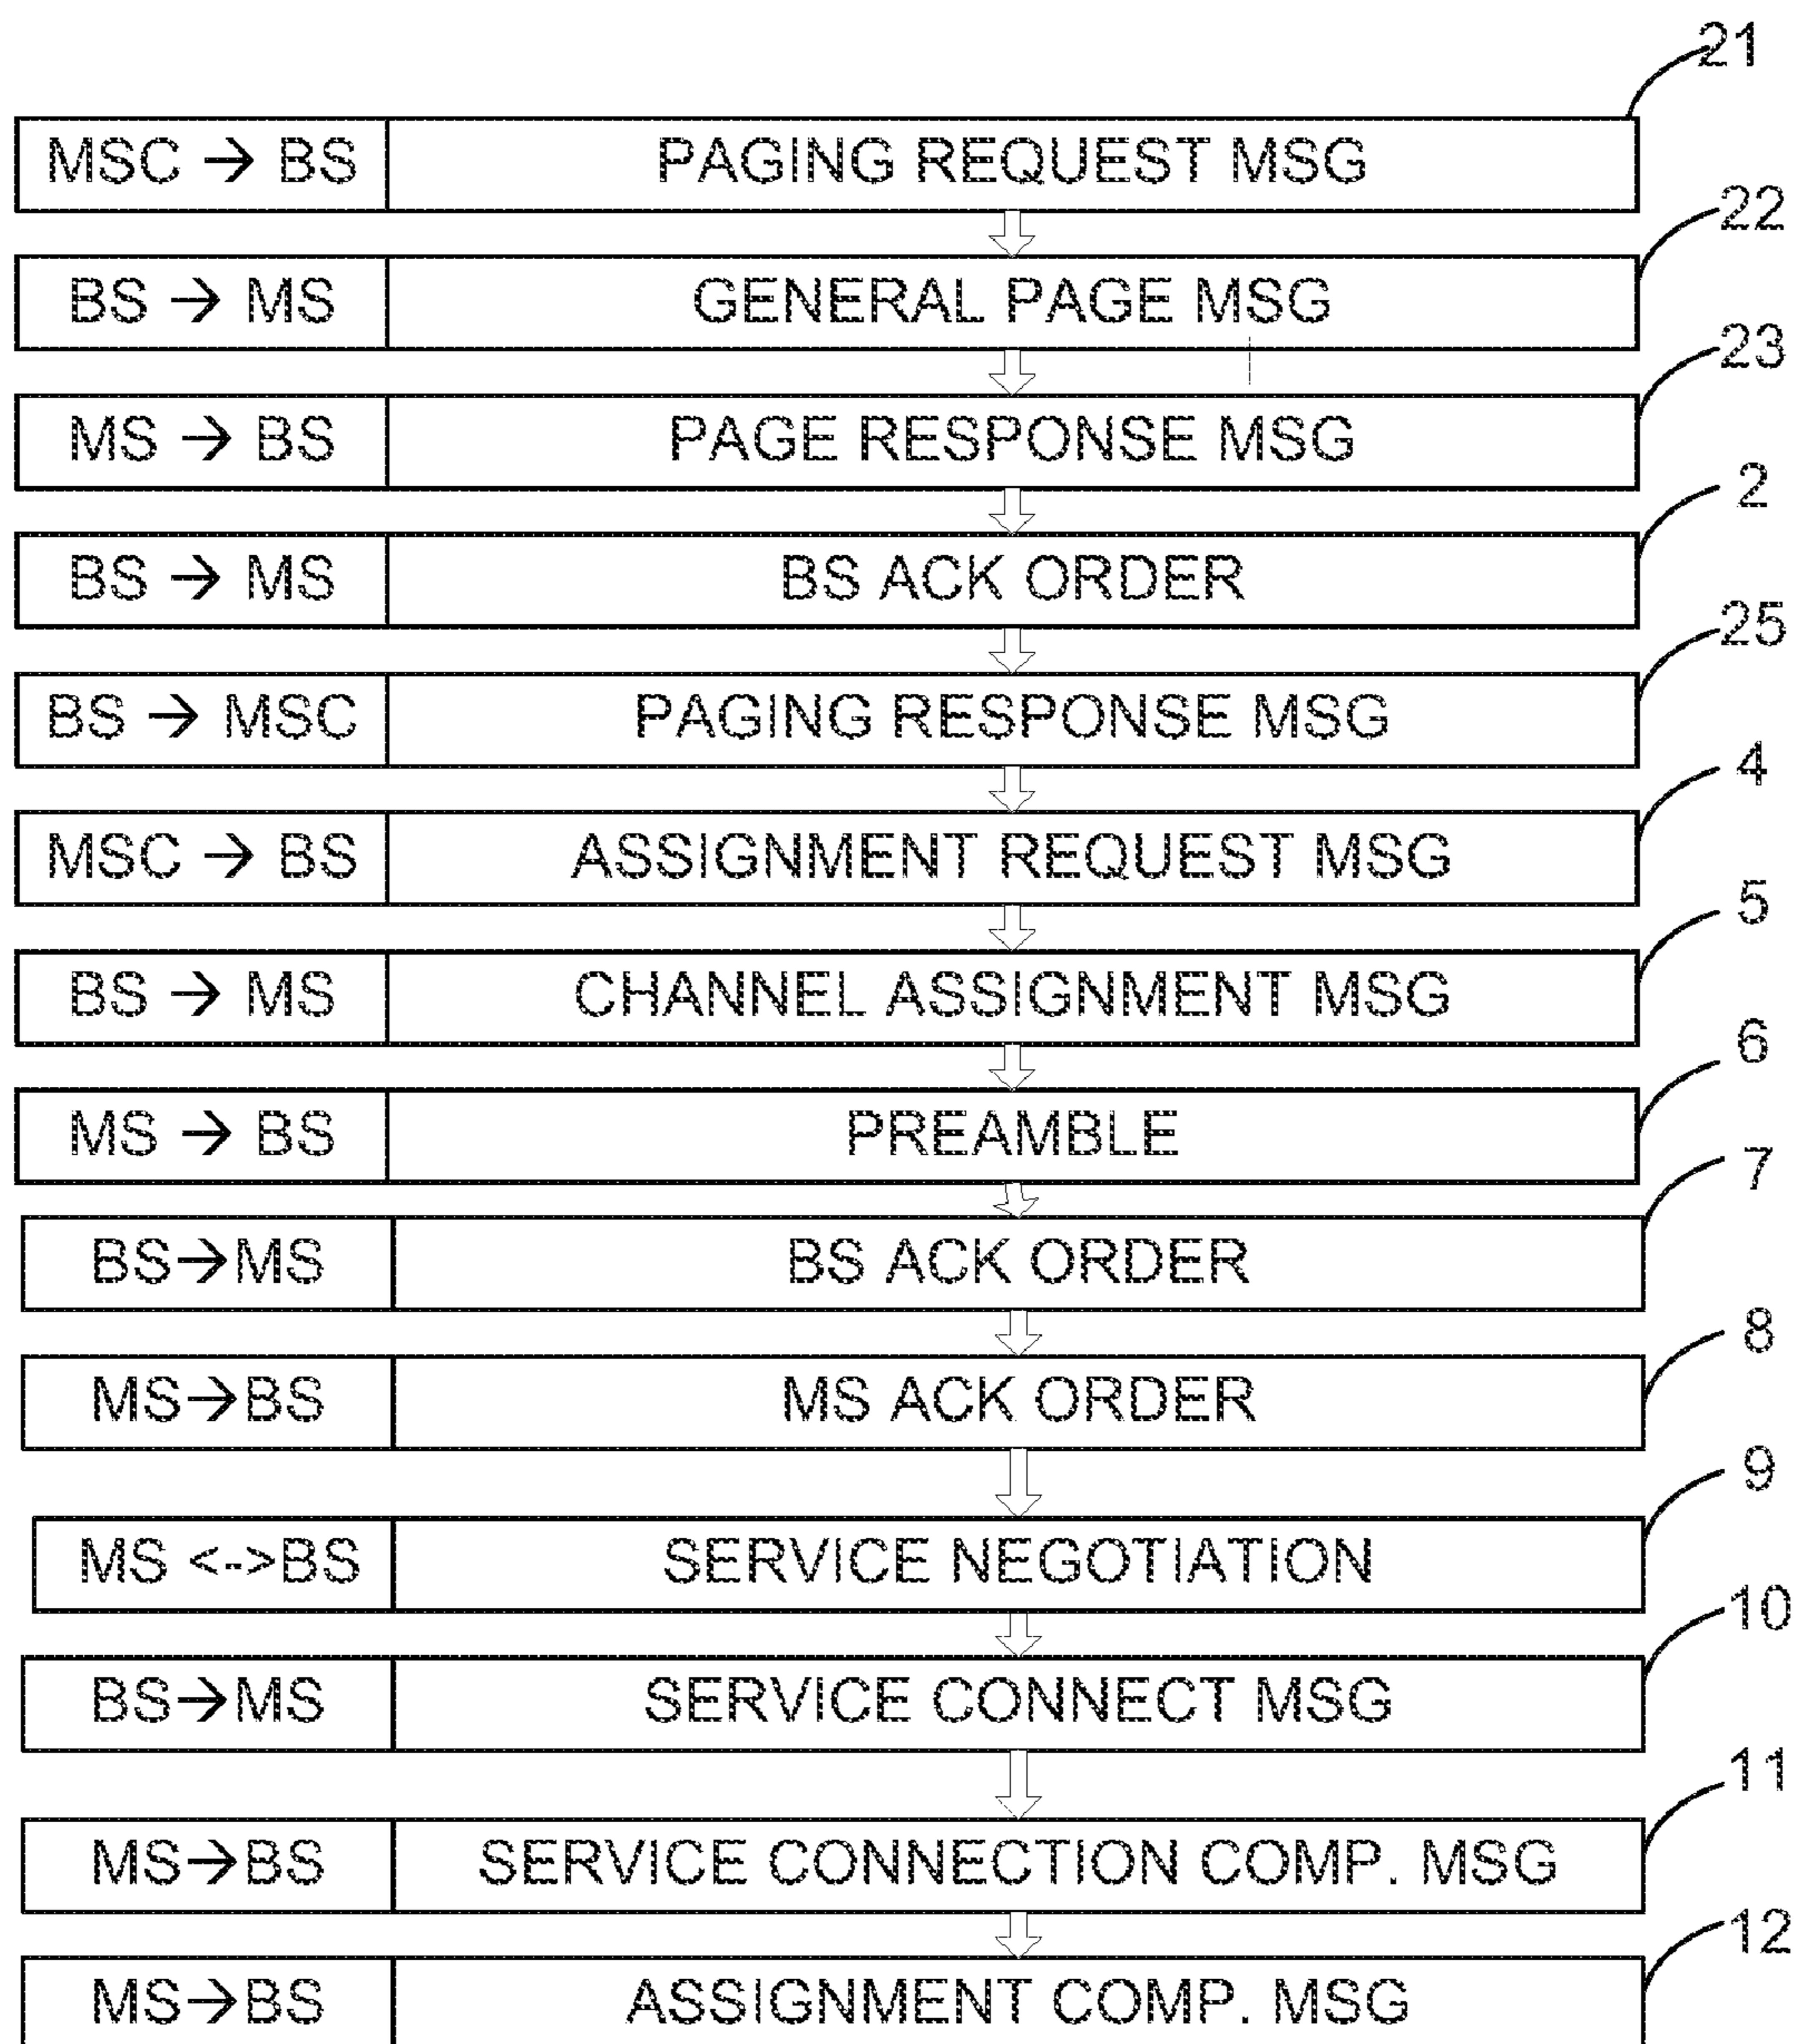 21
MSC → BS PAGING REQUEST MSG
22
BS → MS GENERAL PAGE MSG
23
MS → BS PAGE RESPONSE MSG
2
BS → MS BS ACK ORDER
25
BS → MSC PAGING RESPONSE MSG
4
MSC → BS ASSIGNMENT REQUEST MSG
5
BS → MS CHANNEL ASSIGNMENT MSG
6
MS → BS PREAMBLE
7
BS→MS BS ACK ORDER
8
MS→BS MS ACK ORDER
9
MS <->BS SERVICE NEGOTIATION
10
BS→MS SERVICE CONNECT MSG
11
MS→BS SERVICE CONNECTION COMP. MSG
12
MS→BS ASSIGNMENT COMP. MSG